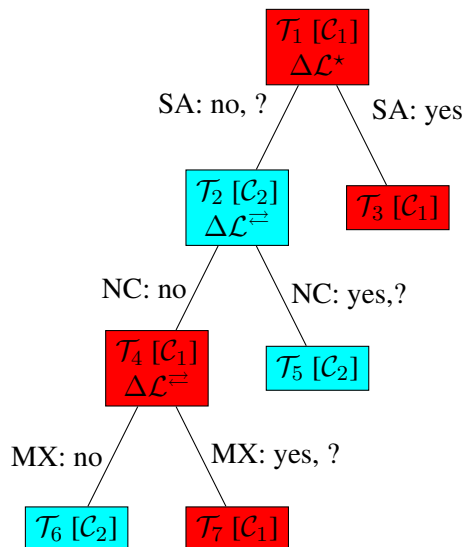 𝒯₁ [𝒞₁]
Δℒ⋆
SA: no, ?
SA: yes
𝒯₂ [𝒞₂]
Δℒ⇄
𝒯₃ [𝒞₁]
NC: no
NC: yes,?
𝒯₄ [𝒞₁]
Δℒ⇄
𝒯₅ [𝒞₂]
MX: no
MX: yes, ?
𝒯₆ [𝒞₂]
𝒯₇ [𝒞₁]